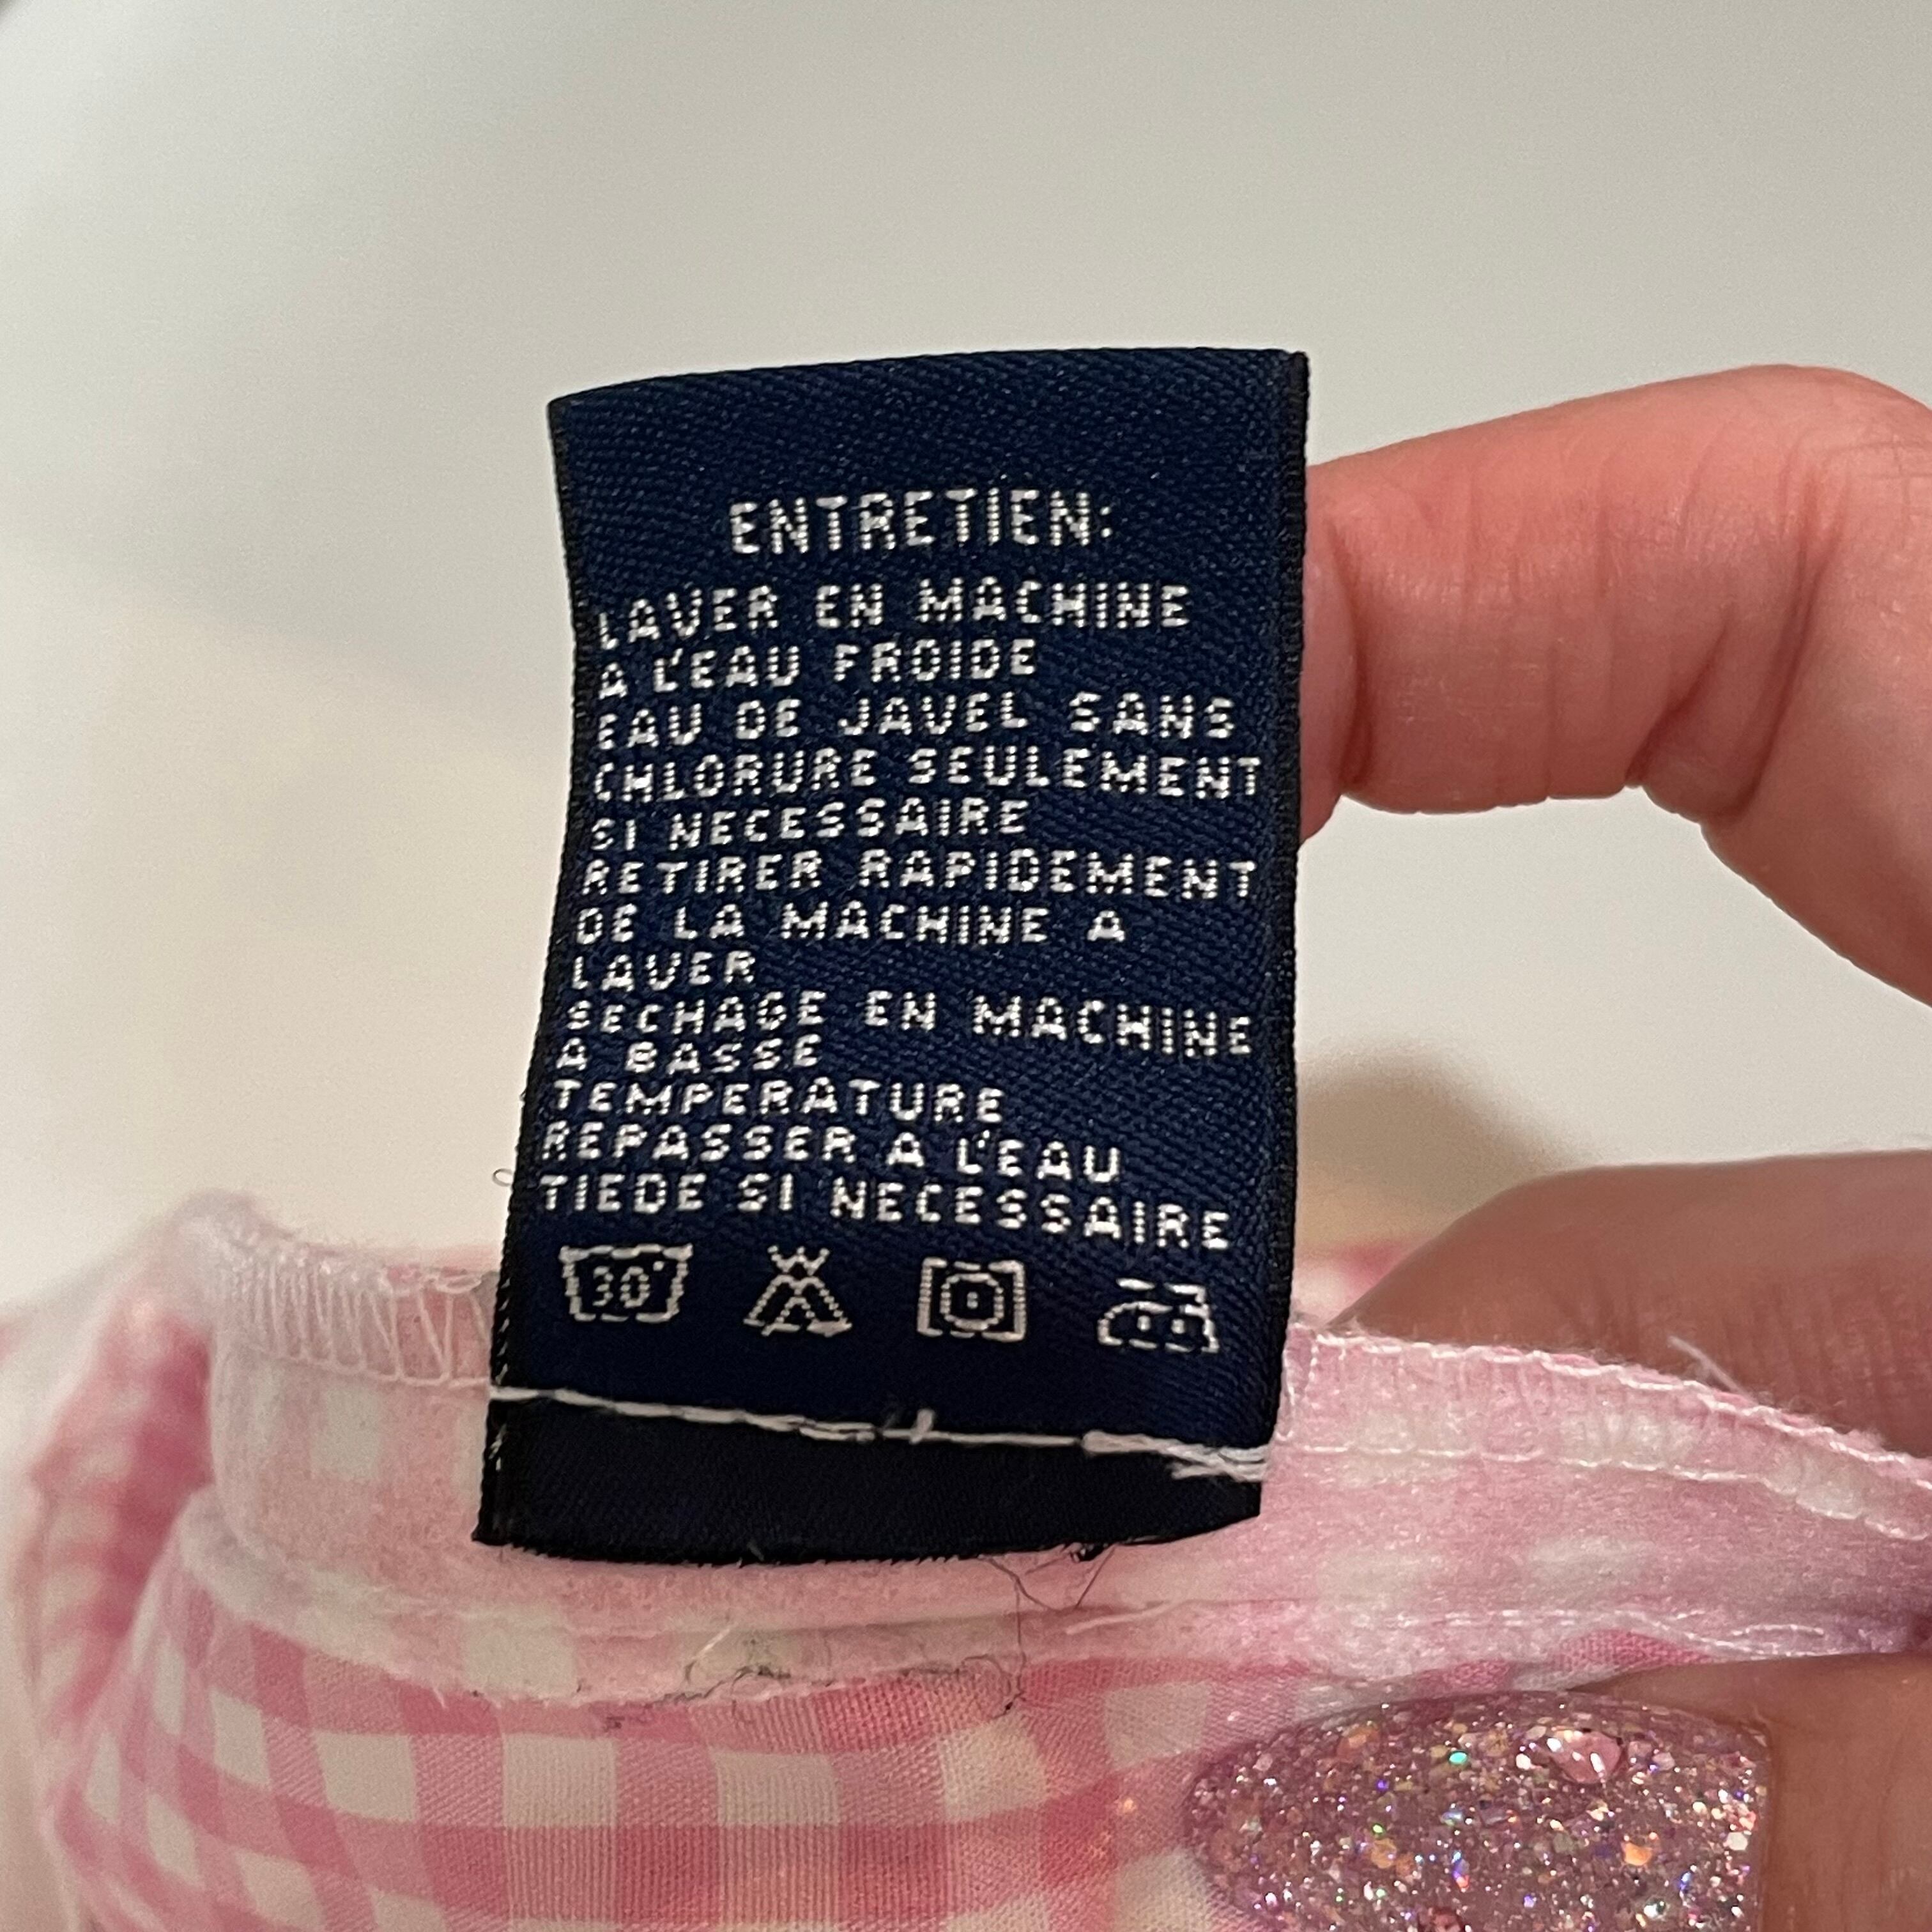 ENTRETIEN:
LAVER EN MACHINE
A L'EAU FROIDE
EAU DE JAVEL SANS
CHLORURE SEULEMENT
SI NECESSAIRE
RETIRER RAPIDEMENT
DE LA MACHINE A
LAVER
SECHAGE EN MACHINE
A BASSE
TEMPERATURE
REPASSER A L'EAU
TIEDE SI NECESSAIRE
30°